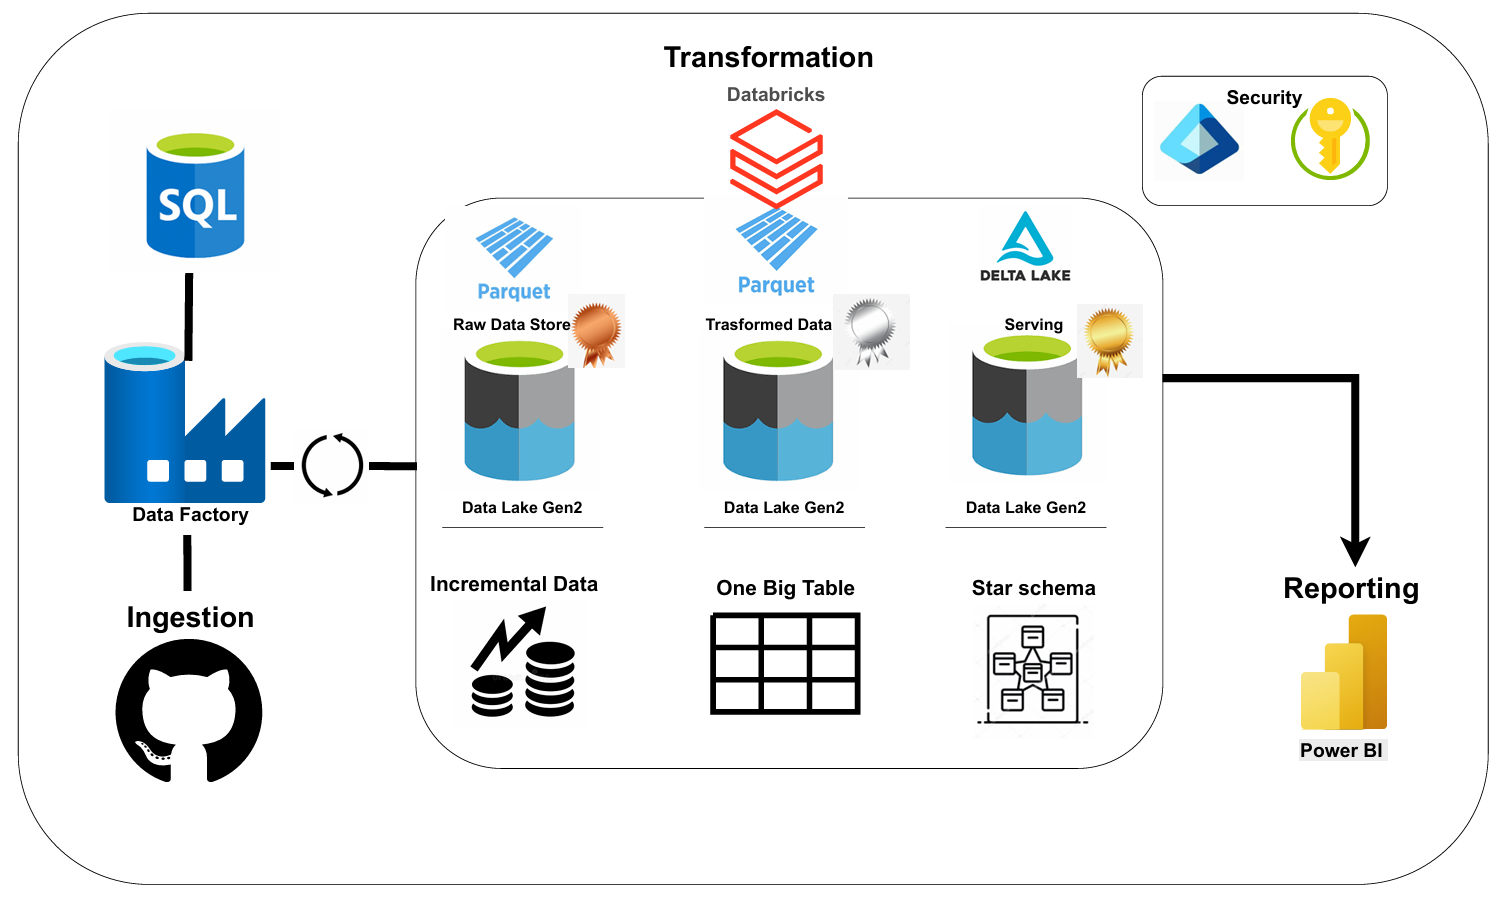 Transformation
Databricks
Security
SQL
Parquet
Parquet
DELTA LAKE
Raw Data Store
Trasformed Data
Serving
Data Factory
Data Lake Gen2
Data Lake Gen2
Data Lake Gen2
Ingestion
Incremental Data
One Big Table
Star schema
Reporting
Power BI